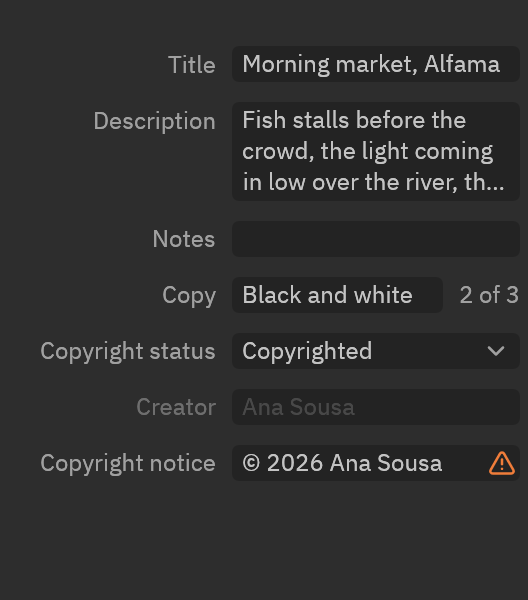 Title Morning market, Alfama
Description Fish stalls before the
crowd, the light coming
in low over the river, th...
Notes
Copy Black and white 2 of 3
Copyright status Copyrighted
Creator Ana Sousa
Copyright notice © 2026 Ana Sousa